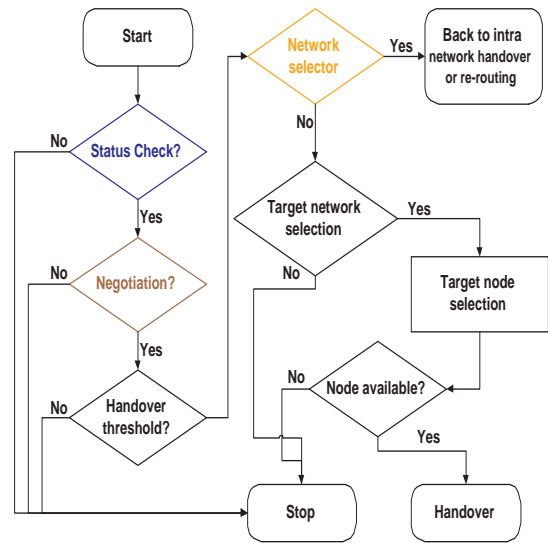 Start
Network
selector
Yes
Back to intra
network handover
or re-routing
No
No
Status Check?
Yes
Target network
selection
Yes
No
No
Negotiation?
Target node
selection
Yes
No
Handover
threshold?
No
Node available?
Yes
Stop
Handover